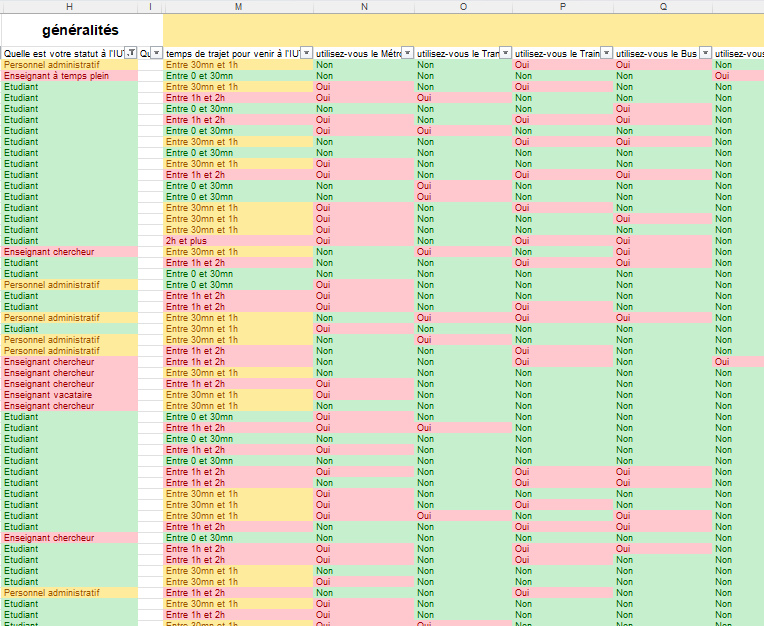 H I M N O P Q
généralités
Quelle est votre statut à l'IU Qu temps de trajet pour venir à l'IU utilisez-vous le Métro utilisez-vous le Tran utilisez-vous le Train utilisez-vous le Bus utilisez-vous
Personnel administratif Entre 30mn et 1h Non Non Oui Oui Non
Enseignant à temps plein Entre 0 et 30mn Non Non Non Non Oui
Etudiant Entre 30mn et 1h Oui Non Oui Non Non
Etudiant Entre 1h et 2h Oui Oui Non Non Non
Etudiant Entre 0 et 30mn Non Non Non Oui Non
Etudiant Entre 1h et 2h Oui Non Non Oui Non
Etudiant Entre 0 et 30mn Oui Oui Non Non Non
Etudiant Entre 30mn et 1h Non Non Oui Oui Non
Etudiant Entre 0 et 30mn Non Non Non Non Non
Etudiant Entre 30mn et 1h Oui Non Non Non Non
Etudiant Entre 1h et 2h Oui Non Oui Oui Non
Etudiant Entre 0 et 30mn Non Oui Non Non Non
Etudiant Entre 0 et 30mn Non Oui Non Non Non
Etudiant Entre 30mn et 1h Oui Non Oui Non Non
Etudiant Entre 30mn et 1h Oui Non Non Oui Non
Etudiant Entre 30mn et 1h Oui Non Non Non Non
Etudiant 2h et plus Oui Non Oui Oui Non
Enseignant chercheur Entre 30mn et 1h Non Oui Non Oui Non
Etudiant Entre 1h et 2h Non Non Oui Oui Non
Etudiant Entre 0 et 30mn Non Non Non Non Non
Personnel administratif Entre 0 et 30mn Oui Non Non Non Non
Etudiant Entre 1h et 2h Oui Non Non Non Non
Etudiant Entre 1h et 2h Oui Non Oui Non Non
Personnel administratif Entre 30mn et 1h Non Oui Oui Oui Non
Etudiant Entre 30mn et 1h Oui Non Non Non Non
Personnel administratif Entre 30mn et 1h Non Oui Non Non Non
Personnel administratif Entre 1h et 2h Non Non Oui Non Non
Enseignant chercheur Entre 1h et 2h Non Non Oui Non Oui
Enseignant chercheur Entre 30mn et 1h Non Non Non Non Non
Enseignant chercheur Entre 1h et 2h Oui Non Non Non Non
Enseignant vacataire Entre 30mn et 1h Oui Non Non Non Non
Enseignant chercheur Entre 30mn et 1h Non Non Non Non Non
Etudiant Entre 0 et 30mn Oui Non Non Non Non
Etudiant Entre 1h et 2h Oui Oui Non Non Non
Etudiant Entre 0 et 30mn Non Non Non Non Non
Etudiant Entre 1h et 2h Oui Non Non Non Non
Etudiant Entre 0 et 30mn Non Non Non Non Non
Etudiant Entre 1h et 2h Oui Non Oui Oui Non
Etudiant Entre 1h et 2h Non Non Oui Oui Non
Etudiant Entre 30mn et 1h Oui Non Non Non Non
Etudiant Entre 30mn et 1h Oui Non Oui Non Non
Etudiant Entre 30mn et 1h Oui Oui Non Oui Non
Etudiant Entre 1h et 2h Non Non Oui Oui Non
Enseignant chercheur Entre 0 et 30mn Non Non Non Non Non
Etudiant Entre 1h et 2h Oui Non Oui Oui Non
Etudiant Entre 1h et 2h Oui Non Oui Non Non
Etudiant Entre 30mn et 1h Non Non Non Non Non
Etudiant Entre 30mn et 1h Oui Non Non Non Non
Personnel administratif Entre 1h et 2h Non Non Oui Non Non
Etudiant Entre 30mn et 1h Oui Non Non Non Non
Etudiant Entre 1h et 2h Oui Non Non Non Non
Etudiant Entre 30mn et 1h Oui Oui Non Non Non